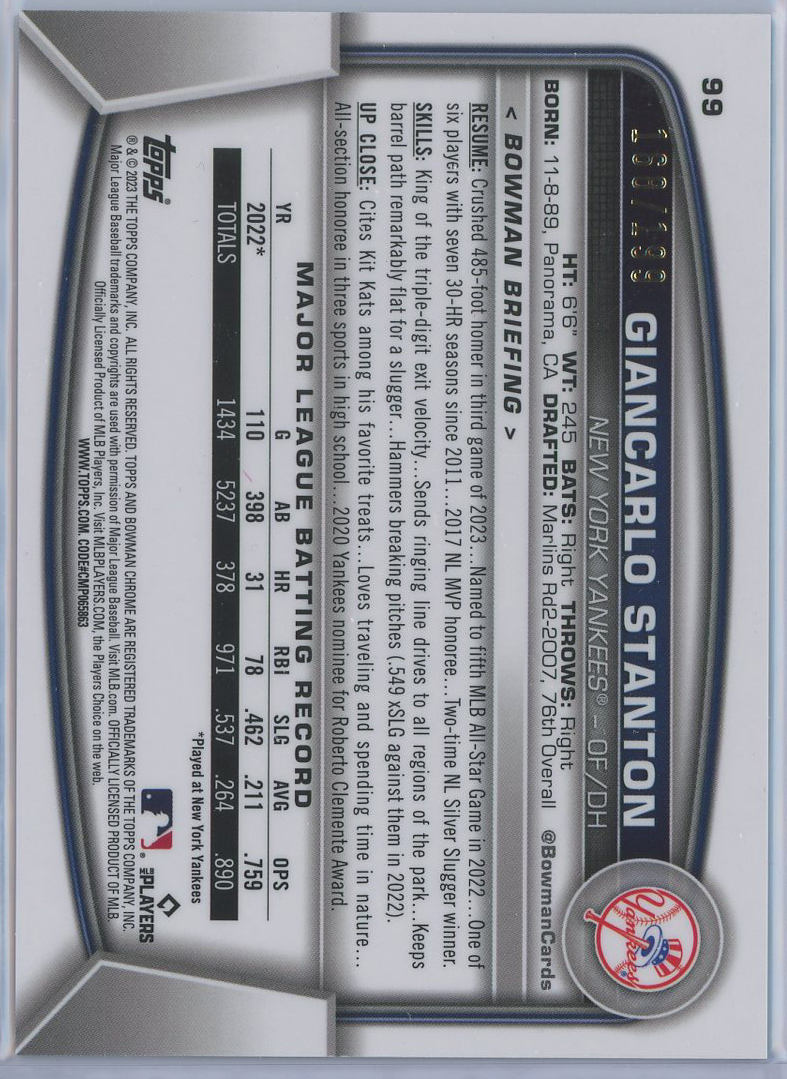 99
168/199
GIANCARLO STANTON
NEW YORK YANKEES® – OF/DH
HT: 6'6" WT: 245 BATS: Right THROWS: Right
BORN: 11-8-89, Panorama, CA DRAFTED: Marlins Rd2-2007, 76th Overall
@BowmanCards
Yankees®
< BOWMAN BRIEFING >
RESUME: Crushed 485-foot homer in third game of 2023...Named to fifth MLB All-Star Game in 2022...One of
six players with seven 30-HR seasons since 2011...2017 NL MVP honoree...Two-time NL Silver Slugger winner.
SKILLS: King of the triple-digit exit velocity...Sends ringing line drives to all regions of the park...Keeps
barrel path remarkably flat for a slugger...Hammers breaking pitches (.549 xSLG against them in 2022).
UP CLOSE: Cites Kit Kats among his favorite treats...Loves traveling and spending time in nature...
All-section honoree in three sports in high school...2020 Yankees nominee for Roberto Clemente Award.
MAJOR LEAGUE BATTING RECORD
YR G AB HR RBI SLG AVG OPS
2022* 110 398 31 78 .462 .211 .759
TOTALS 1434 5237 378 971 .537 .264 .890
*Played at New York Yankees
topps®
® & © 2023 THE TOPPS COMPANY, INC. ALL RIGHTS RESERVED. TOPPS AND BOWMAN CHROME ARE REGISTERED TRADEMARKS OF THE TOPPS COMPANY, INC.
Major League Baseball trademarks and copyrights are used with permission of Major League Baseball. Visit MLB.com. OFFICIALLY LICENSED PRODUCT OF MLB
Officially Licensed Product of MLB Players, Inc. Visit MLBPLAYERS.COM, the Players Choice on the web.
WWW.TOPPS.COM. CODE#CMP065863
MLB PLAYERS